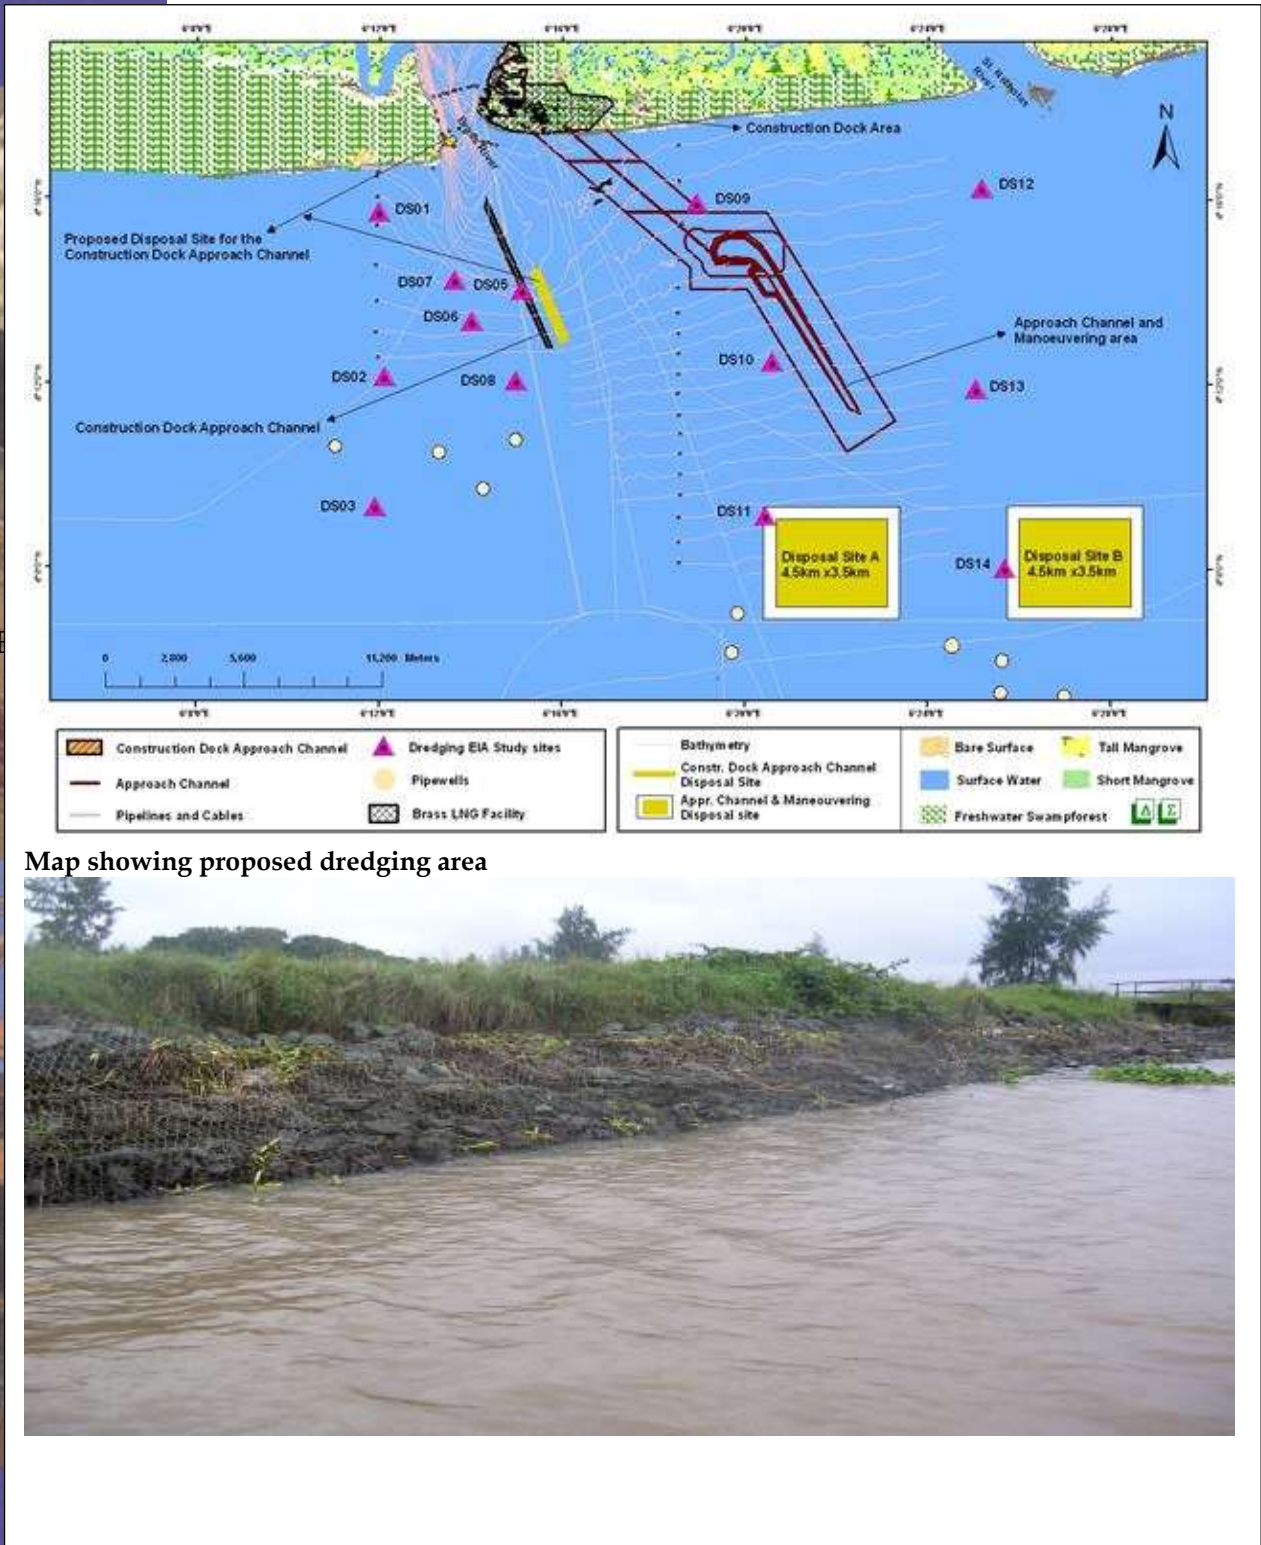 N
St. Nicholas
River
Brass River
Construction Dock Area
DS12
DS09
DS01
Proposed Disposal Site for the
Construction Dock Approach Channel
DS07
DS05
DS06
Approach Channel and
Manoeuvering area
DS10
DS02
DS08
DS13
Construction Dock Approach Channel
DS03
DS11
Disposal Site A
4.5km x3.5km
DS14
Disposal Site B
4.5km x3.5km
0 2,800 5,600 11,200 Meters
Construction Dock Approach Channel
Dredging EIA Study sites
Approach Channel
Pipewells
Pipelines and Cables
Brass LNG Facility
Bathymetry
Constr. Dock Approach Channel
Disposal Site
Appr. Channel & Maneouvering
Disposal site
Bare Surface
Tall Mangrove
Surface Water
Short Mangrove
Freshwater Swampforest
Map showing proposed dredging area